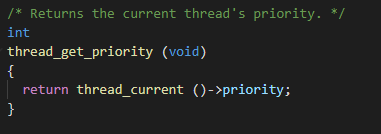 /* Returns the current thread's priority. */
int
thread_get_priority (void)
{
  return thread_current ()->priority;
}